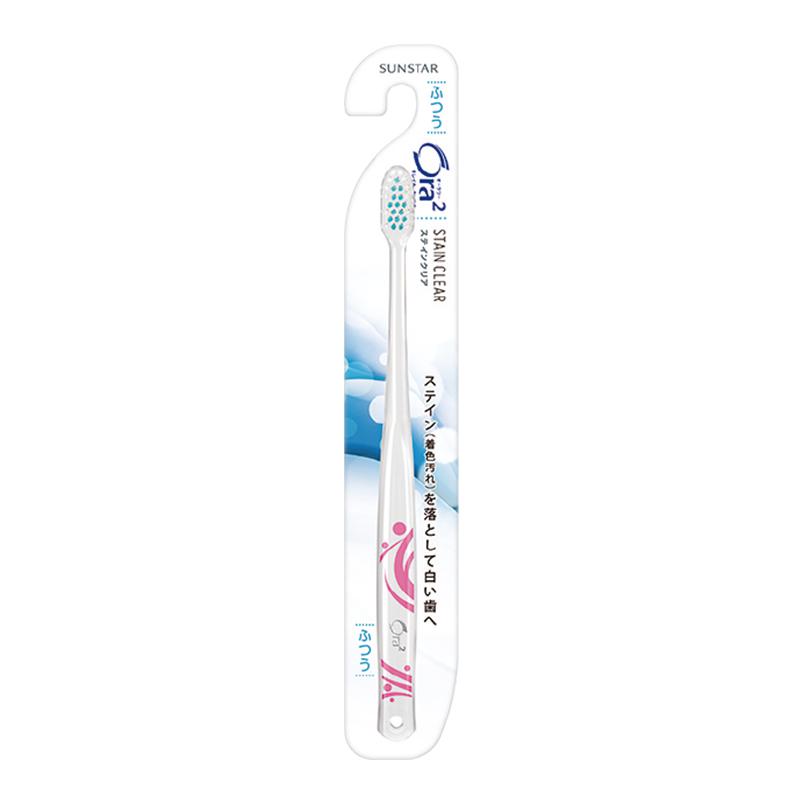 SUNSTAR
ふつう
Ora²
オーラツー
STAIN CLEAR
ステインクリア
ステイン(着色汚れ)を落として白い歯へ
Ora²
ふつう